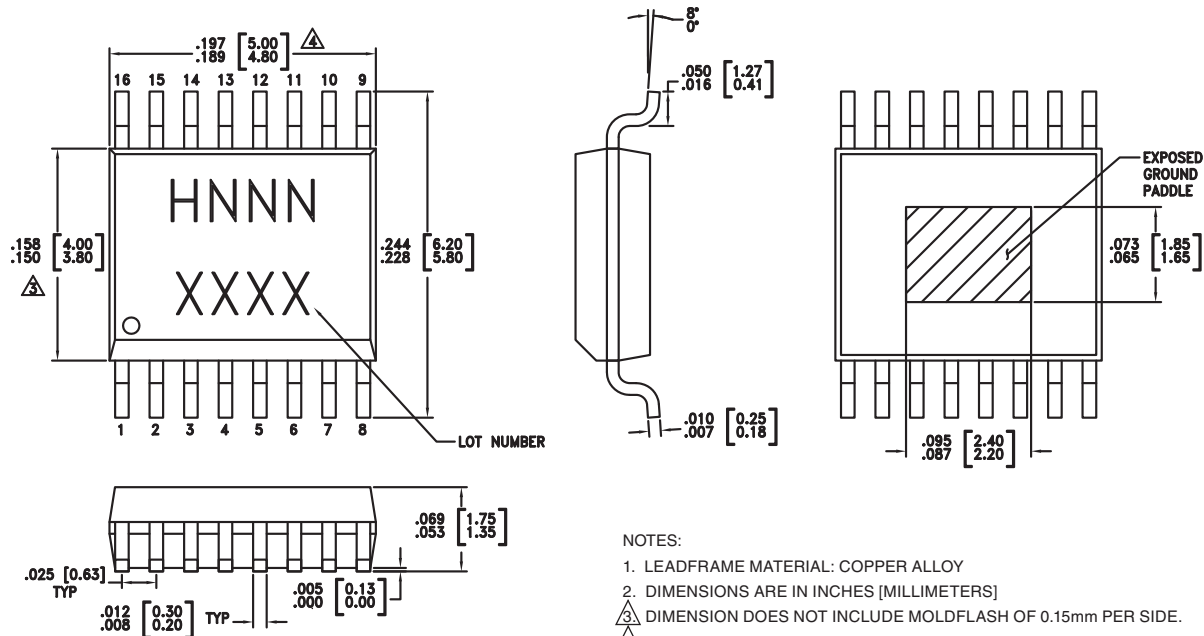 .197 [5.00]
.189 [4.80]
4
16 15 14 13 12 11 10 9
HNNN
XXXX
.158 [4.00]
.150 [3.80]
3
.244 [6.20]
.228 [5.80]
1 2 3 4 5 6 7 8
LOT NUMBER
8°
0°
.050 [1.27]
.016 [0.41]
.010 [0.25]
.007 [0.18]
EXPOSED
GROUND
PADDLE
.073 [1.85]
.065 [1.65]
.095 [2.40]
.087 [2.20]
.069 [1.75]
.053 [1.35]
.025 [0.63]
TYP
.012 [0.30]
.008 [0.20]
TYP
.005 [0.13]
.000 [0.00]
NOTES:
1. LEADFRAME MATERIAL: COPPER ALLOY
2. DIMENSIONS ARE IN INCHES [MILLIMETERS]
3. DIMENSION DOES NOT INCLUDE MOLDFLASH OF 0.15mm PER SIDE.